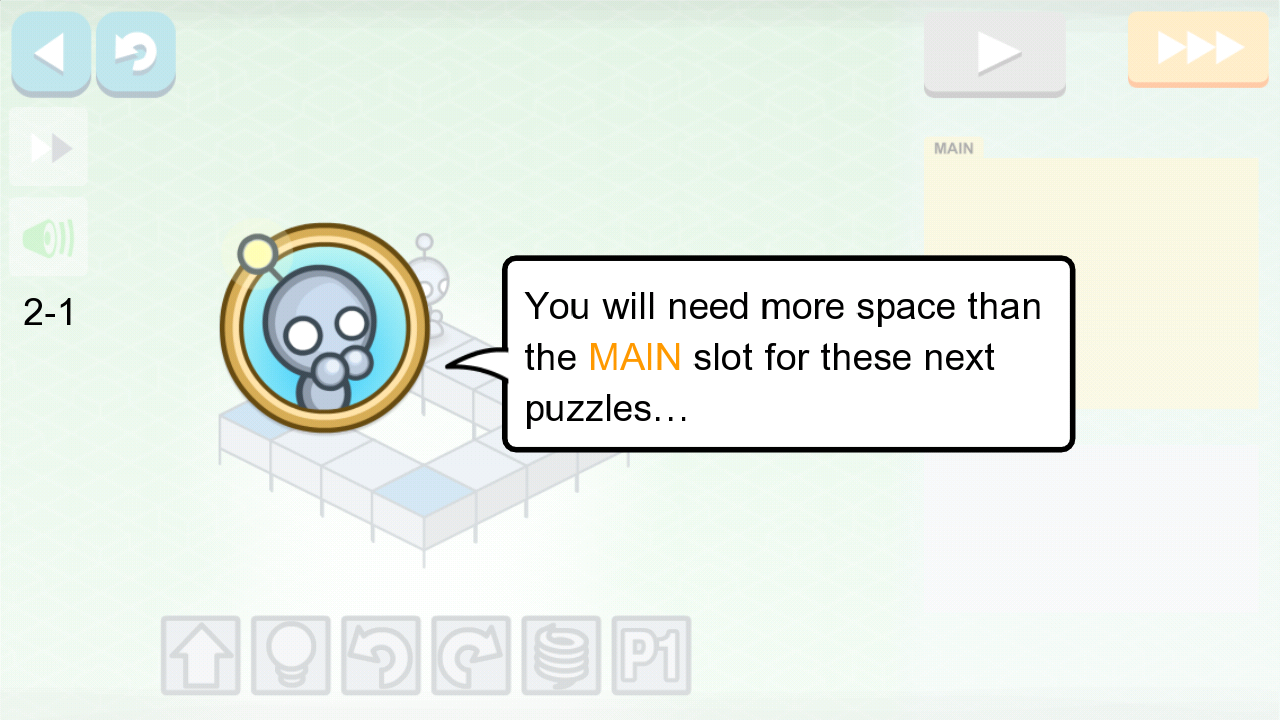 MAIN
2-1
You will need more space than
the MAIN slot for these next
puzzles...
P1